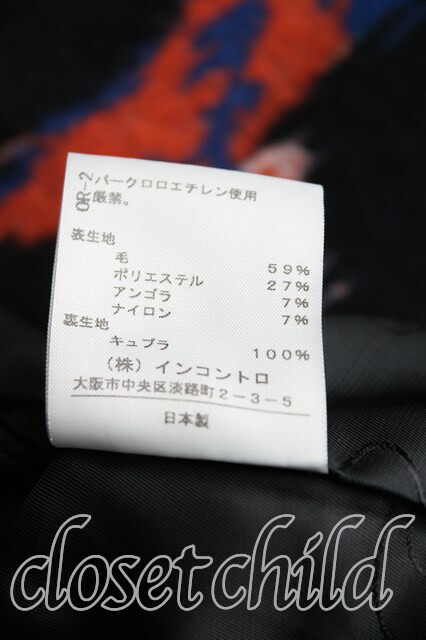 OR-2
パークロロエチレン使用
厳禁。
表生地
毛 59%
ポリエステル 27%
アンゴラ 7%
ナイロン 7%
裏生地
キュプラ 100%
（株）インコントロ
大阪市中央区淡路町2-3-5
日本製
closet child